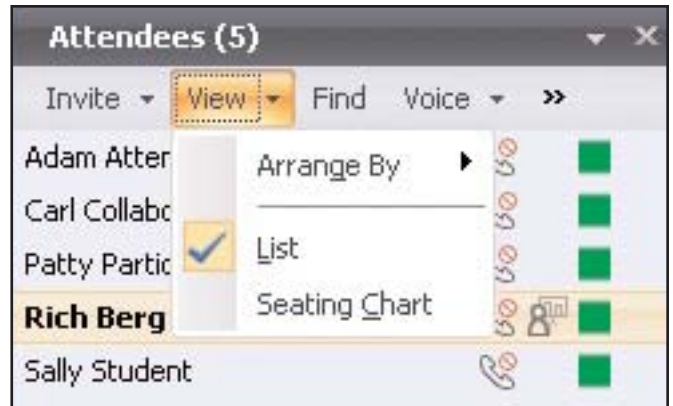 Attendees (5)
Invite View Find Voice »
Adam Atter
Arrange By
Carl Collabo
List
Patty Partic
Seating Chart
Rich Berg
Sally Student